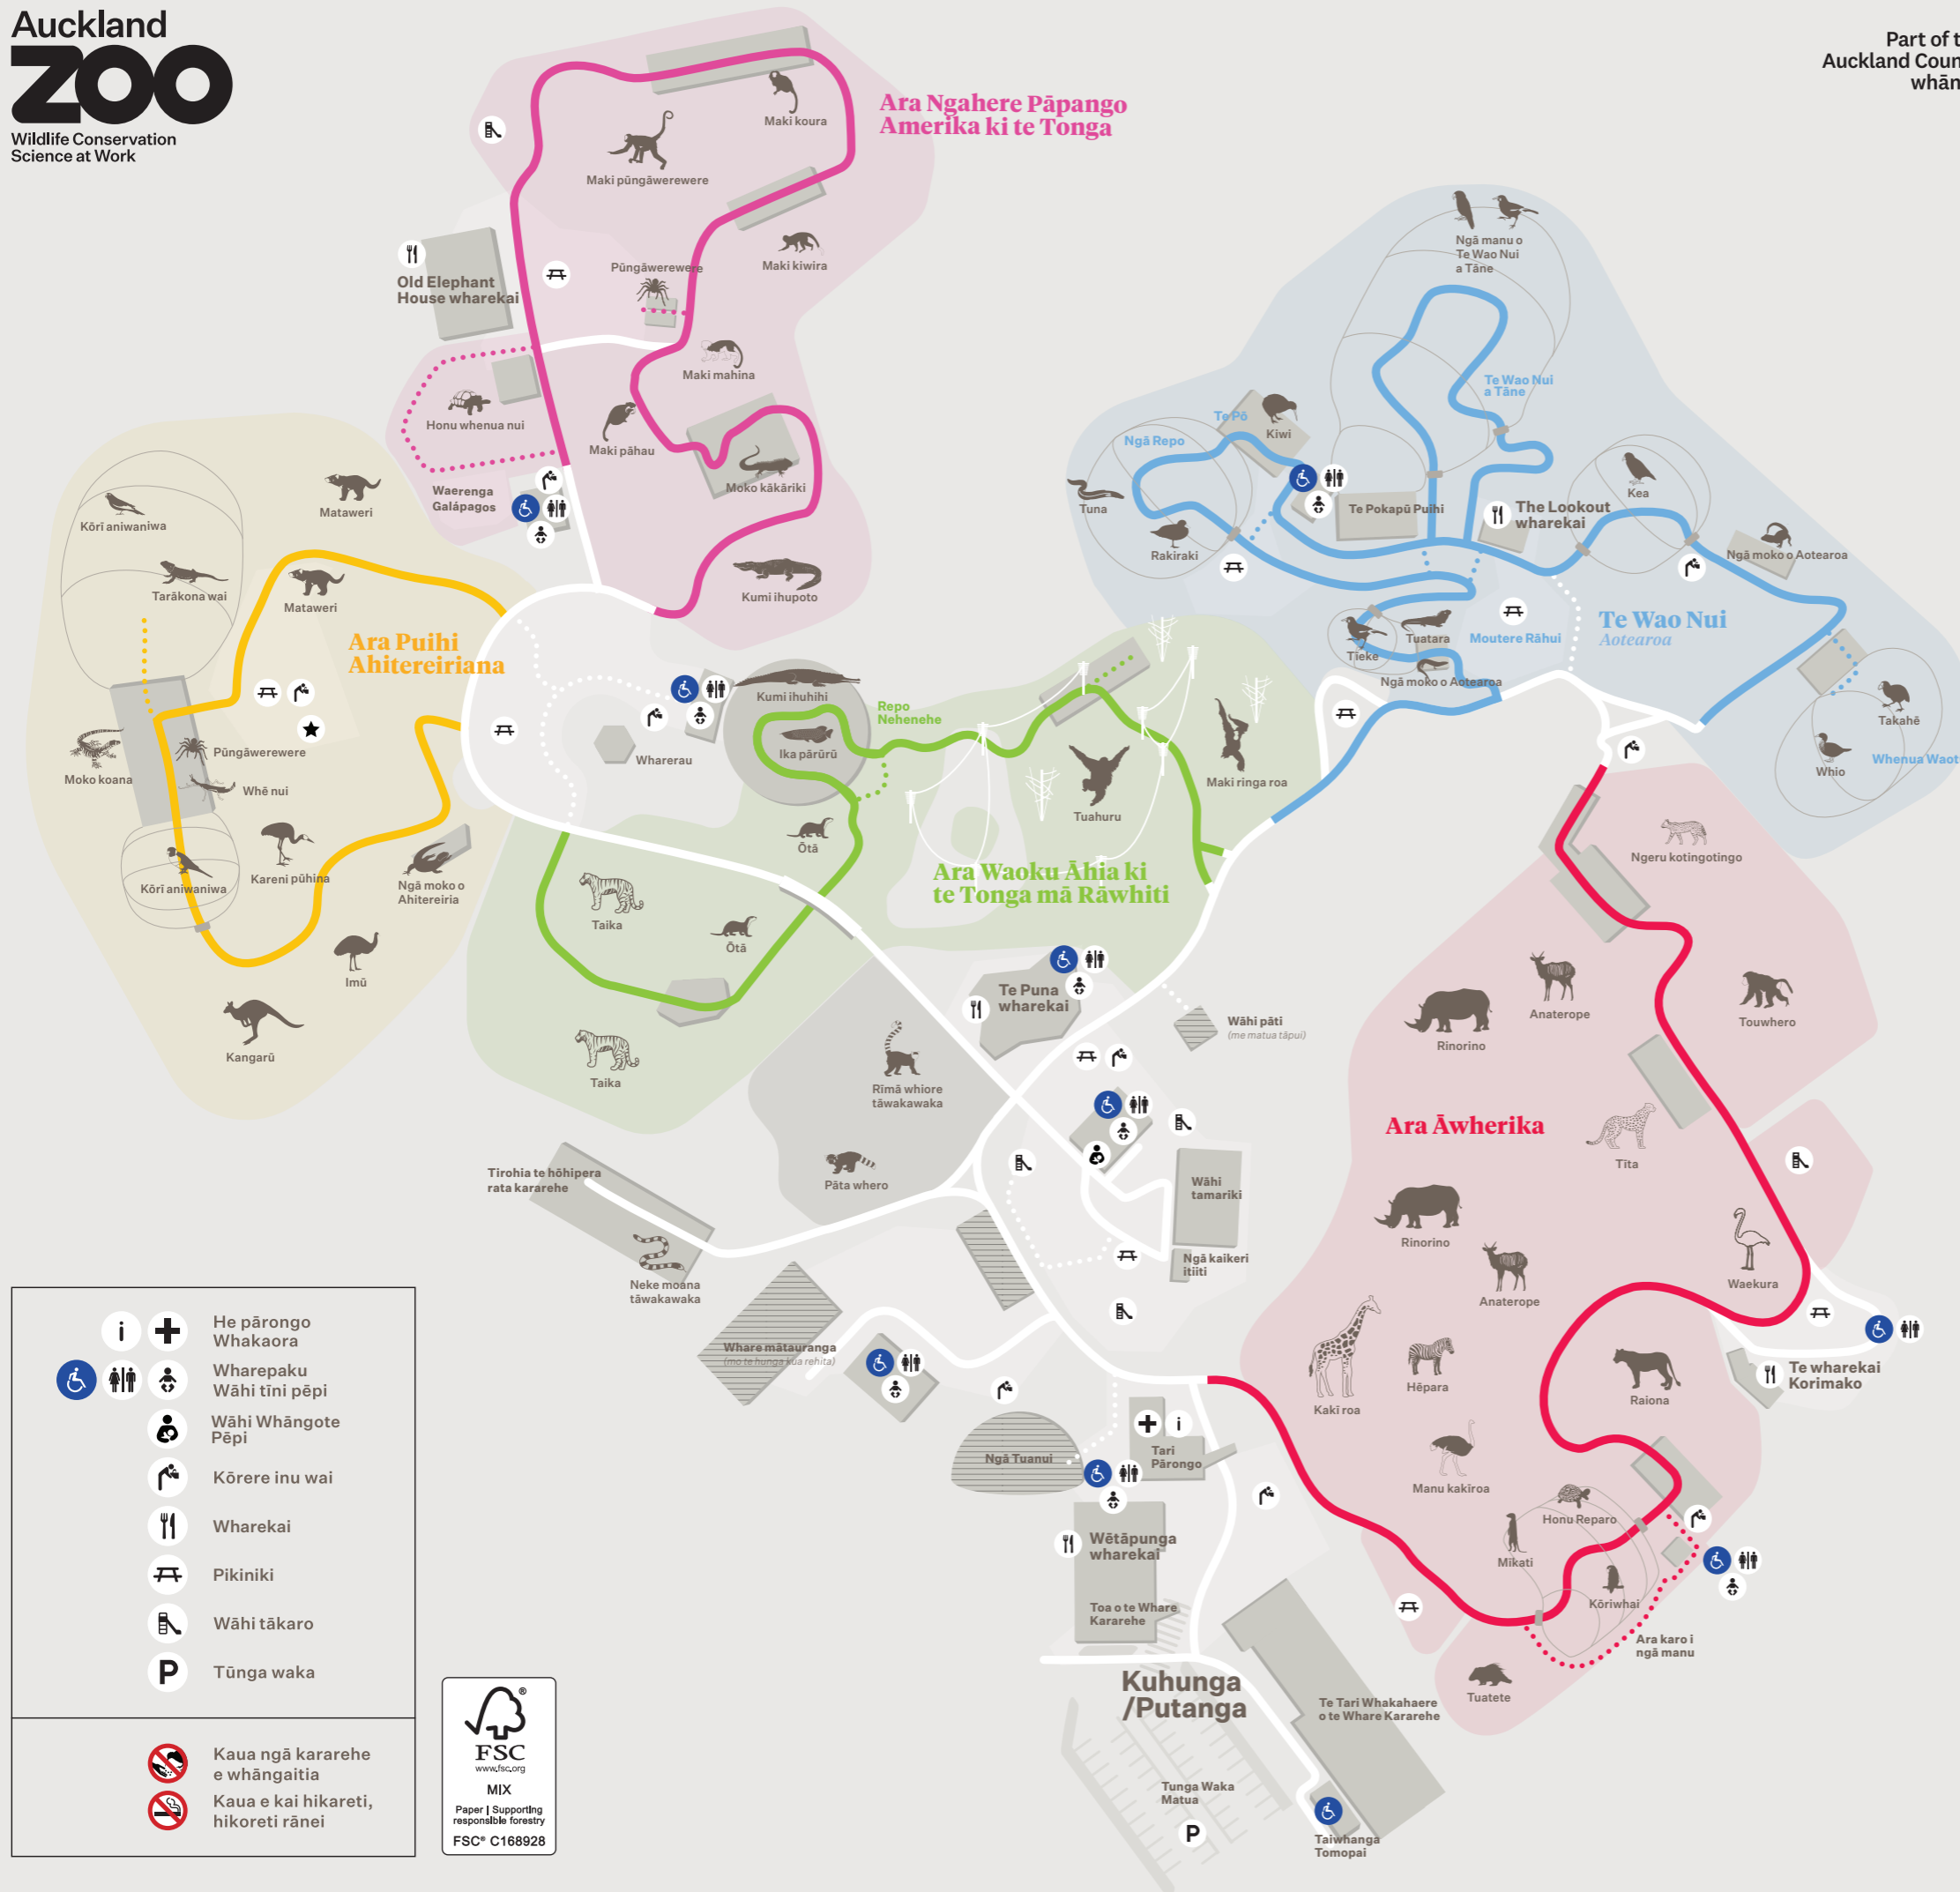 Auckland
ZOO
Wildlife Conservation
Science at Work
Part of t
Auckland Coun
whān
Ara Ngahere Pāpango
Amerika ki te Tonga
Maki koura
Maki pūngāwerewere
Maki kiwira
Pūngāwerewere
Old Elephant
House wharekai
Maki mahina
Honu whenua nui
Maki pāhau
Moko kākāriki
Waerenga
Galápagos
Kumi ihupoto
Ngā manu o
Te Wao Nui
a Tāne
Te Wao Nui
a Tāne
Te Pō
Kiwi
Ngā Repo
Tuna
Rakiraki
Te Pokapū Puihi
The Lookout
wharekai
Kea
Ngā moko o Aotearoa
Te Wao Nui
Aotearoa
Tuatara
Moutere Rāhui
Tīeke
Ngā moko o Aotearoa
Takahē
Whio
Whenua Waot
Kōrī aniwaniwa
Mataweri
Tarākona wai
Mataweri
Ara Puihi
Ahitereiriana
Moko koana
Pūngāwerewere
Whē nui
Kareni pūhina
Kōrī aniwaniwa
Ngā moko o
Ahitereiria
Imū
Kangarū
Wharerau
Kumi ihuhihi
Ika pārūrū
Repo
Nehenehe
Tuahuru
Maki ringa roa
Ōtā
Ara Waoku Āhia ki
te Tonga mā Rāwhiti
Taika
Ōtā
Taika
Te Puna
wharekai
Wāhi pāti
(me matua tāpui)
Rīmā whiore
tāwakawaka
Pāta whero
Tirohia te hōhipera
rata kararehe
Neke moana
tāwakawaka
Wāhi
tamariki
Ngā kaikeri
itiiti
Whare mātauranga
(mo te hunga kua rehita)
Ngā Tuanui
Tari
Pārongo
Wētāpunga
wharekai
Toa o te Whare
Kararehe
Kuhunga
/Putanga
Te Tari Whakahaere
o te Whare Kararehe
Tunga Waka
Matua
P
Taiwhanga
Tomopai
Ngeru kotingotingo
Anaterope
Rinorino
Touwhero
Ara Āwherika
Tīta
Rinorino
Anaterope
Waekura
Kakī roa
Hēpara
Raiona
Te wharekai
Korimako
Manu kakīroa
Honu Reparo
Mikati
Kōriwhai
Ara karo i
ngā manu
Tuatete
i
i
He pārongo
Whakaora
Wharepaku
Wāhi tīni pēpi
Wāhi Whāngote
Pēpi
Kōrere inu wai
Wharekai
Pikiniki
Wāhi tākaro
P
Tūnga waka
Kaua ngā kararehe
e whāngaitia
Kaua e kai hikareti,
hikoreti rānei
®
FSC
www.fsc.org
MIX
Paper | Supporting
responsible forestry
FSC® C168928